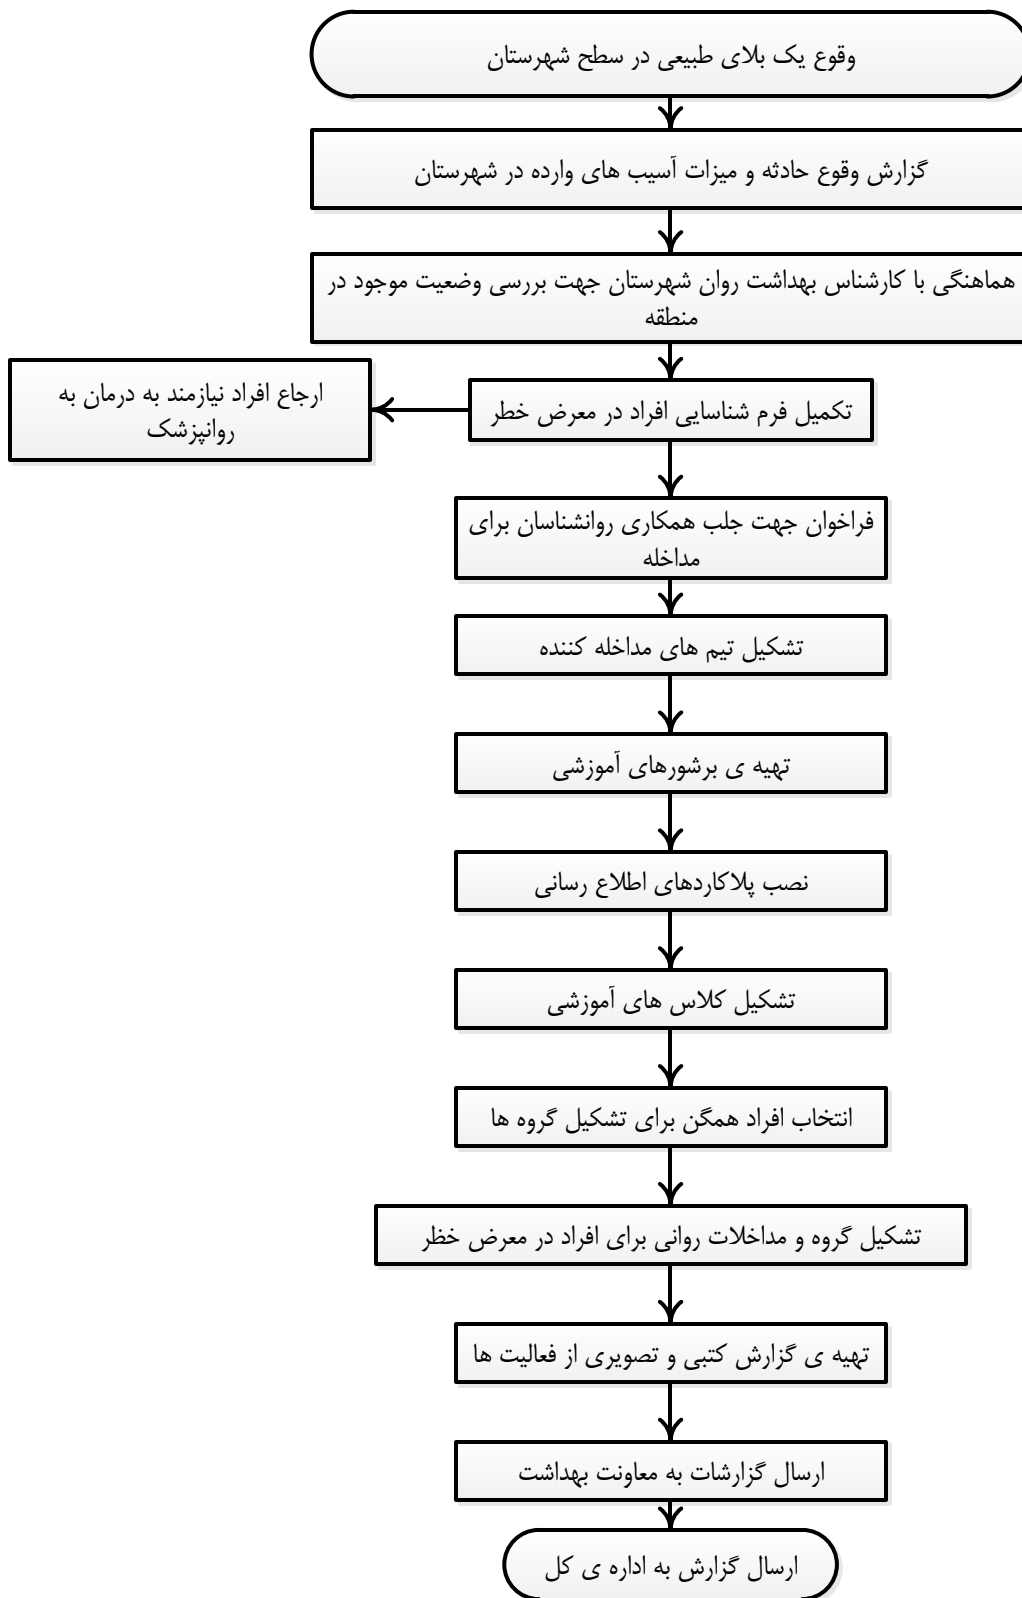 وقوع یک بلای طبیعی در سطح شهرستان
گزارش وقوع حادثه و میزات آسیب های وارده در شهرستان
هماهنگی با کارشناس بهداشت روان شهرستان جهت بررسی وضعیت موجود در
منطقه
تکمیل فرم شناسایی افراد در معرض خطر
ارجاع افراد نیازمند به درمان به
روانپزشک
فراخوان جهت جلب همکاری روانشناسان برای
مداخله
تشکیل تیم های مداخله کننده
تهیه ی برشورهای آموزشی
نصب پلاکاردهای اطلاع رسانی
تشکیل کلاس های آموزشی
انتخاب افراد همگن برای تشکیل گروه ها
تشکیل گروه و مداخلات روانی برای افراد در معرض خظر
تهیه ی گزارش کتبی و تصویری از فعالیت ها
ارسال گزارشات به معاونت بهداشت
ارسال گزارش به اداره ی کل